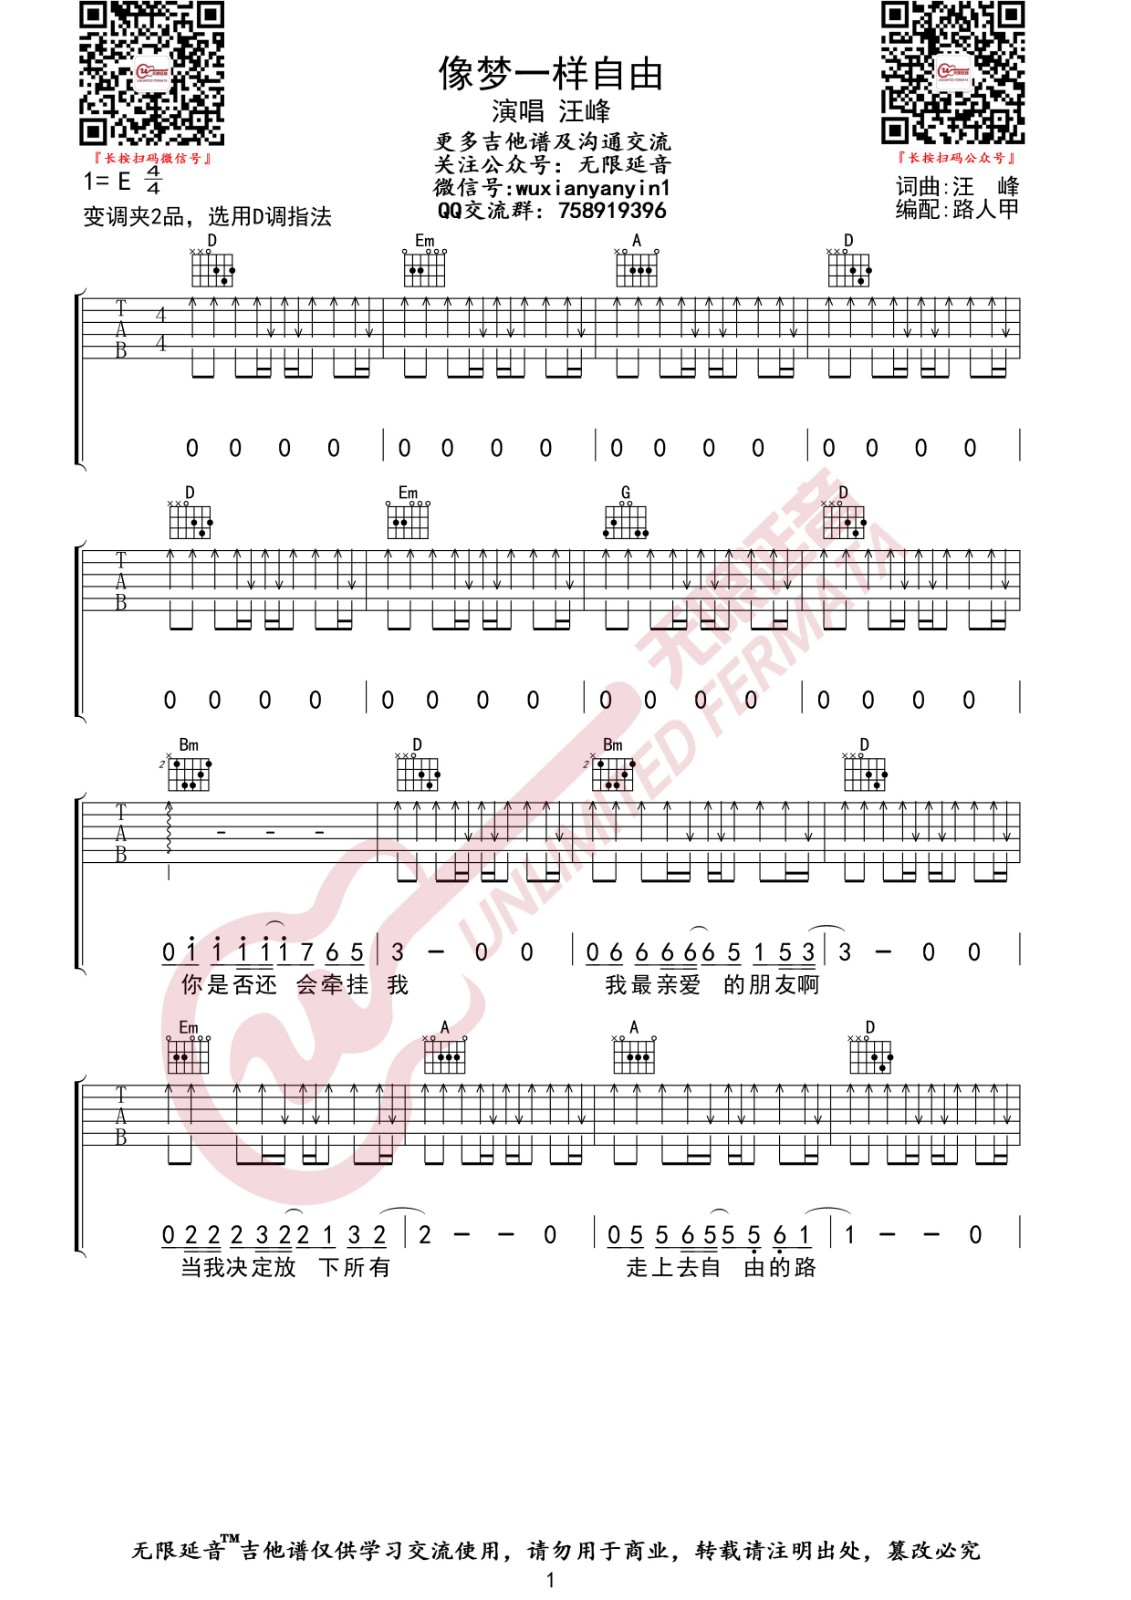 像梦一样自由
演唱 汪峰
更多吉他谱及沟通交流
关注公众号：无限延音
微信号:wuxianyanyin1
QQ交流群：758919396
『长按扫码微信号』
『长按扫码公众号』
1= E 4/4
变调夹2品，选用D调指法
词曲:汪 峰
编配:路人甲
D Em A D
T A B 4 4
0 0 0 0 | 0 0 0 0 | 0 0 0 0 | 0 0 0 0 |
D Em G D
T A B
0 0 0 0 | 0 0 0 0 | 0 0 0 0 | 0 0 0 0 |
Bm D Bm D
2 2
T A B - - -
0 1 1 1 1 1 7 6 5 | 3 - 0 0 | 0 6 6 6 6 6 5 1 5 3 | 3 - 0 0 |
你是否还 会牵挂 我 我最亲爱 的朋友啊
Em A A D
T A B
0 2 2 2 3 2 2 1 3 2 | 2 - - 0 | 0 5 5 6 5 5 5 6 1 | 1 - - 0 |
当我决定放 下所有 走上去自 由的路
无限延音
UNLIMITED FERMATA
无限延音™吉他谱仅供学习交流使用，请勿用于商业，转载请注明出处，篡改必究
1